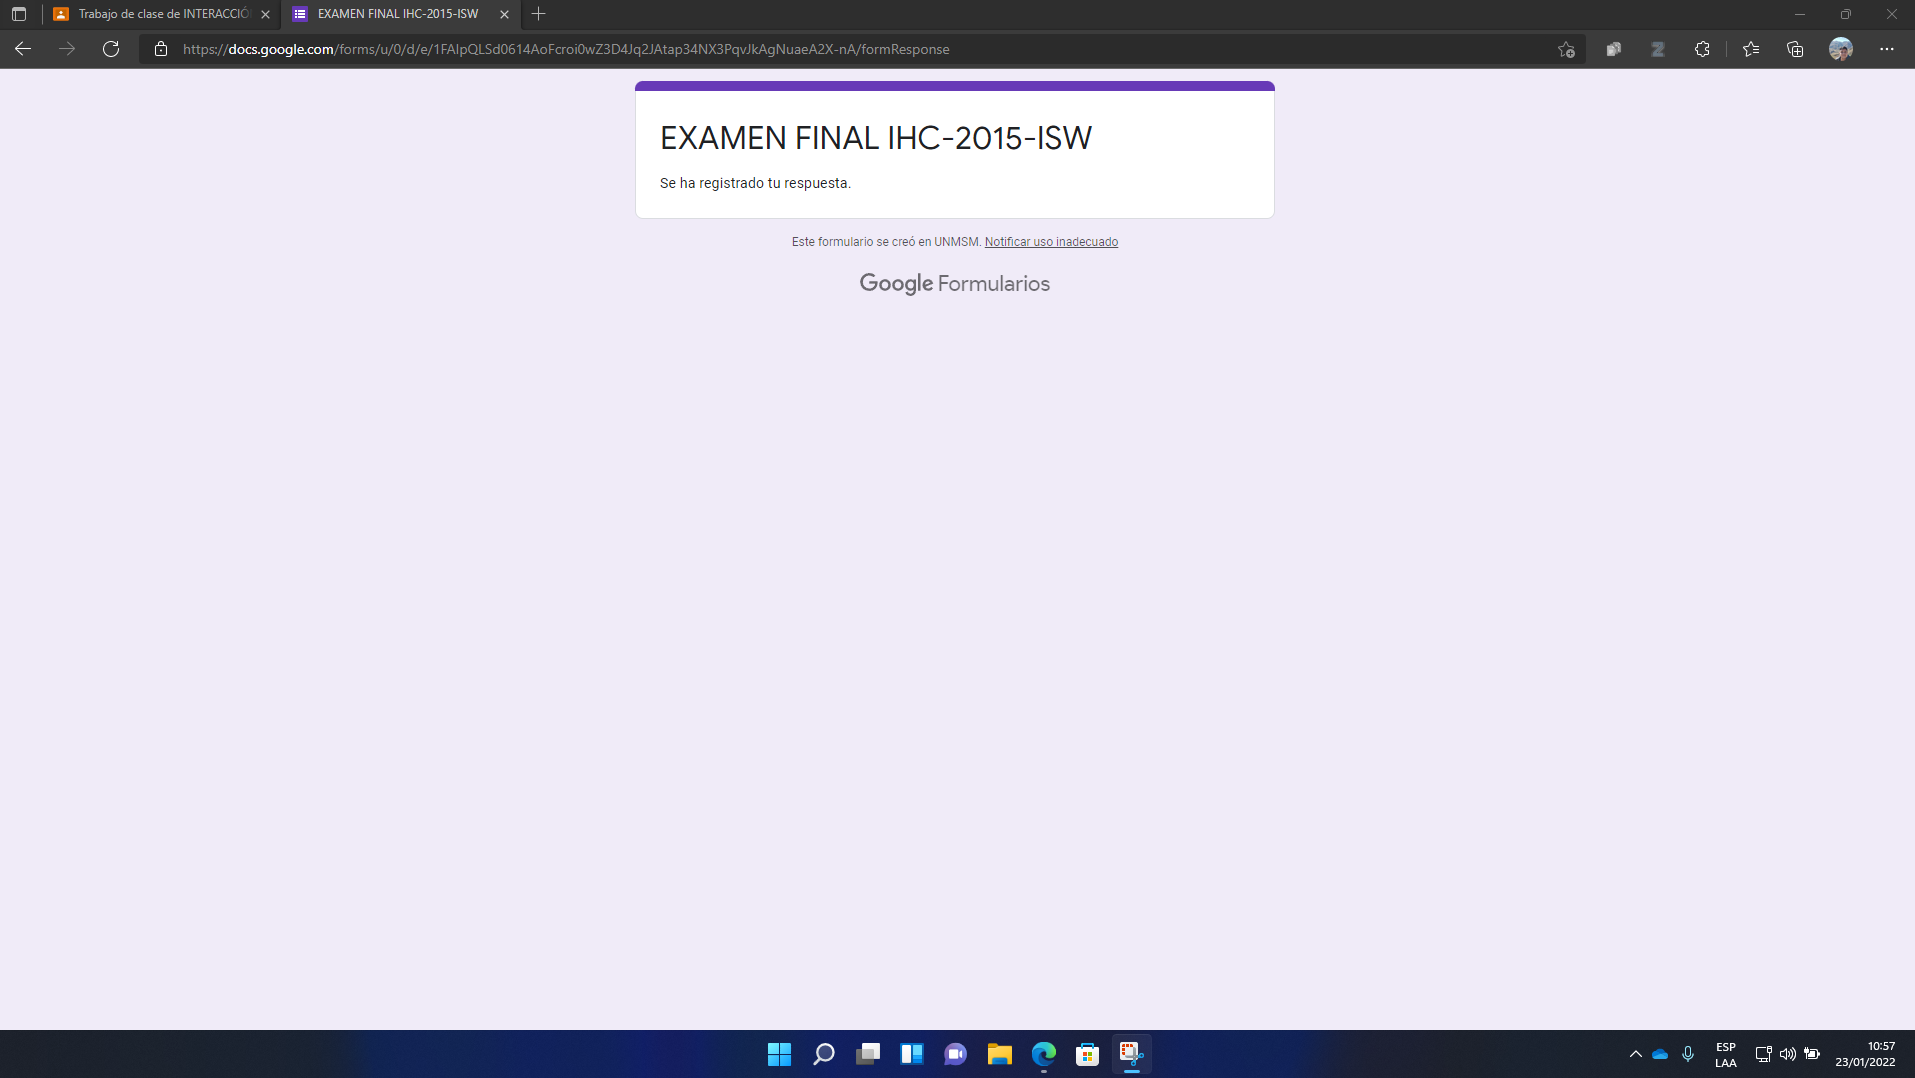 Trabajo de clase de INTERACCIÓ
EXAMEN FINAL IHC-2015-ISW
https://docs.google.com/forms/u/0/d/e/1FAIpQLSd0614AoFcroi0wZ3D4Jq2JAtap34NX3PqvJkAgNuaeA2X-nA/formResponse
EXAMEN FINAL IHC-2015-ISW
Se ha registrado tu respuesta.
Este formulario se creó en UNMSM. Notificar uso inadecuado
Google Formularios
ESP
LAA
10:57
23/01/2022